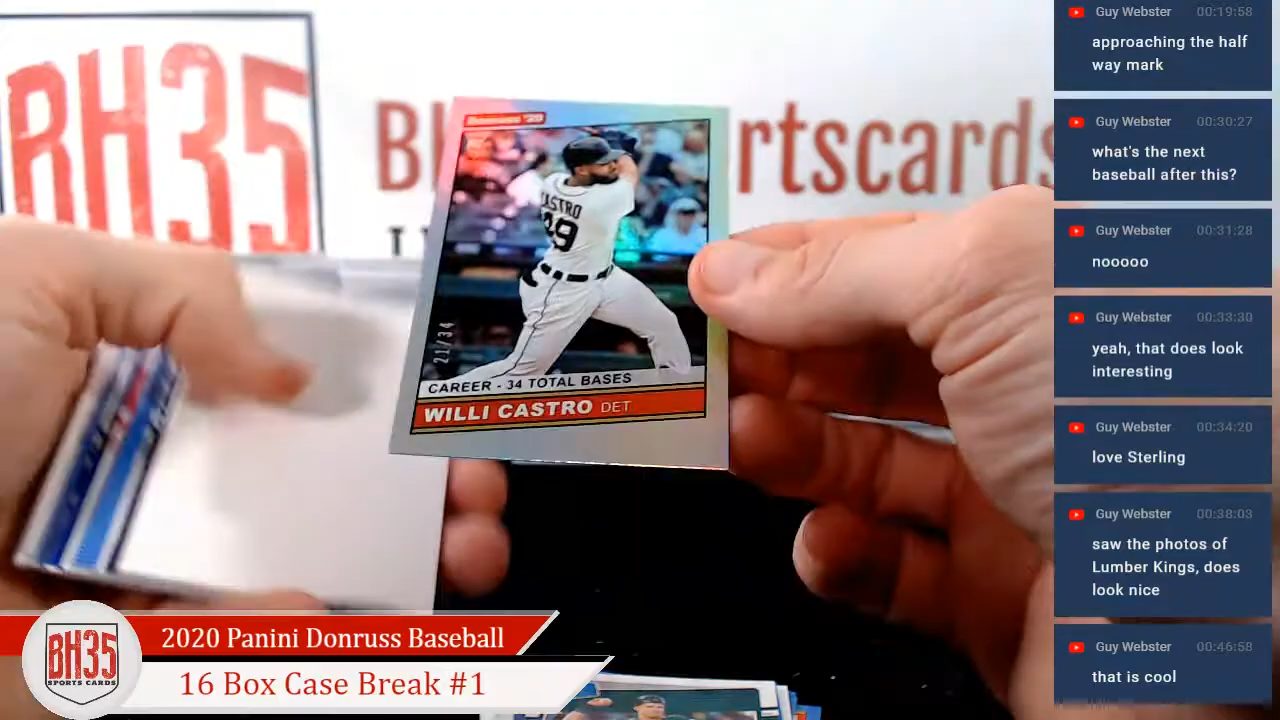 BH35
Bl
rtscards
T
Donruss '20
CASTRO
49
21/34
CAREER - 34 TOTAL BASES
WILLI CASTRO DET
BH35
SPORTS CARDS
2020 Panini Donruss Baseball
16 Box Case Break #1
Guy Webster 00:19:58
approaching the half
way mark
Guy Webster 00:30:27
what's the next
baseball after this?
Guy Webster 00:31:28
nooooo
Guy Webster 00:33:30
yeah, that does look
interesting
Guy Webster 00:34:20
love Sterling
Guy Webster 00:38:03
saw the photos of
Lumber Kings, does
look nice
Guy Webster 00:46:58
that is cool